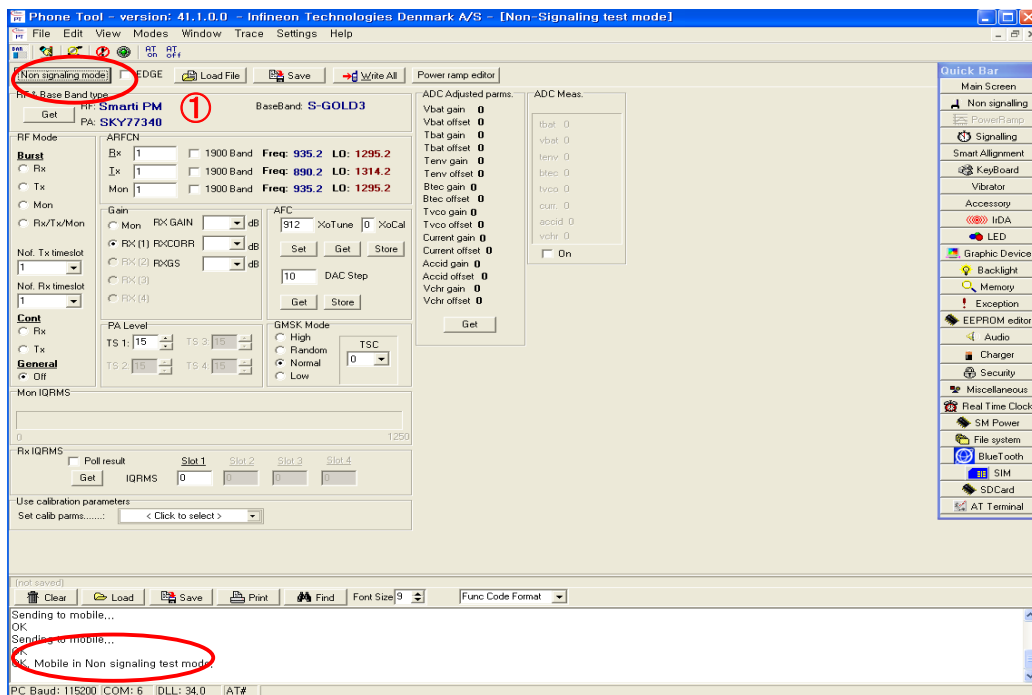 Phone Tool - version: 41.1.0.0 - Infineon Technologies Denmark A/S - [Non-Signaling test mode]
File Edit View Modes Window Trace Settings Help
AT on AT off
Non signaling mode EDGE Load File Save Write All Power ramp editor
RF & Base Band type
Get RF: Smarti PM BaseBand: S-GOLD3
PA: SKY77340
①
RF Mode
Burst
Rx
Tx
Mon
Rx/Tx/Mon
Nof. Tx timeslot
1
Nof. Rx timeslot
1
Cont
Rx
Tx
General
Off
ARFCN
Rx 1 1900 Band Freq: 935.2 LO: 1295.2
Tx 1 1900 Band Freq: 890.2 LO: 1314.2
Mon 1 1900 Band Freq: 935.2 LO: 1295.2
Gain
Mon RX GAIN dB
RX (1) RXCORR dB
RX (2) RXGS dB
RX (3)
RX (4)
AFC
912 XoTune 0 XoCal
Set Get Store
10 DAC Step
Get Store
PA Level
TS 1: 15 TS 3: 15
TS 2: 15 TS 4: 15
GMSK Mode
High
Random
Normal
Low
TSC
0
Mon IQRMS
0 1250
Rx IQRMS
Poll result Slot 1 Slot 2 Slot 3 Slot 4
Get IQRMS 0 0 0 0
Use calibration parameters
Set calib parms......: < Click to select >
ADC Adjusted parms.
Vbat gain 0
Vbat offset 0
Tbat gain 0
Tbat offset 0
Tenv gain 0
Tenv offset 0
Btec gain 0
Btec offset 0
Tvco gain 0
Tvco offset 0
Current gain 0
Current offset 0
Accid gain 0
Accid offset 0
Vchr gain 0
Vchr offset 0
Get
ADC Meas.
tbat 0
vbat 0
tenv 0
btec 0
tvco 0
curr. 0
accid 0
vchr 0
On
Quick Bar
Main Screen
Non signalling
PowerRamp
Signalling
Smart Allignment
KeyBoard
Vibrator
Accessory
IrDA
LED
Graphic Device
Backlight
Memory
Exception
EEPROM editor
Audio
Charger
Security
Miscellaneous
Real Time Clock
SM Power
File system
BlueTooth
SIM
SDCard
AT Terminal
(not saved)
Clear Load Save Print Find Font Size 9 Func Code Format
Sending to mobile...
OK
Sending to mobile...
OK
OK, Mobile in Non signaling test mode.
PC Baud: 115200 COM: 6 DLL: 34.0 AT#